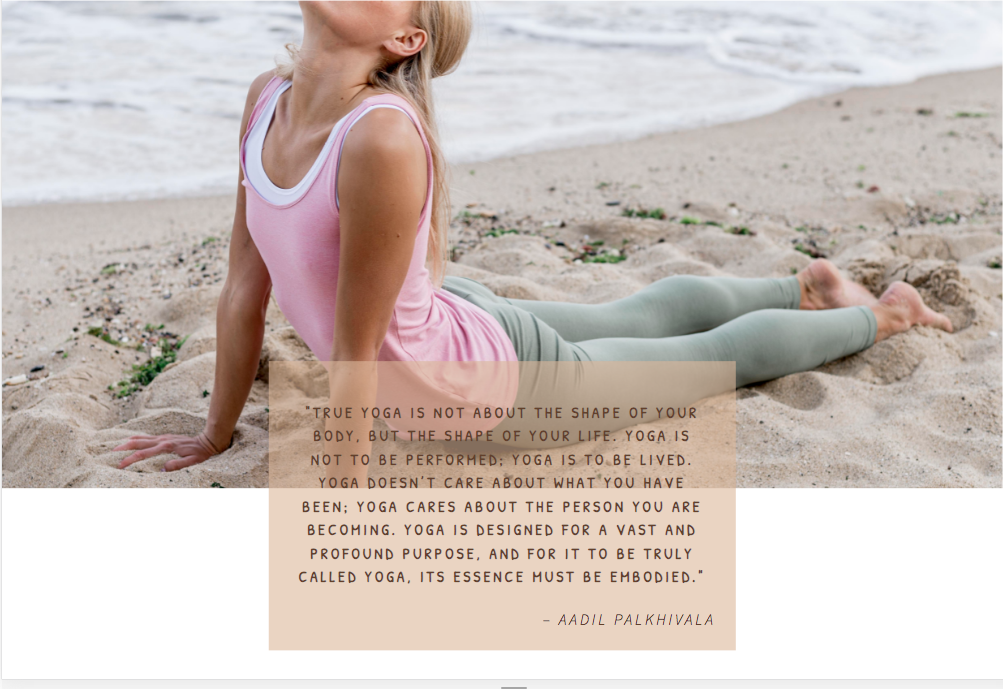 "TRUE YOGA IS NOT ABOUT THE SHAPE OF YOUR
BODY, BUT THE SHAPE OF YOUR LIFE. YOGA IS
NOT TO BE PERFORMED; YOGA IS TO BE LIVED.
YOGA DOESN'T CARE ABOUT WHAT YOU HAVE
BEEN; YOGA CARES ABOUT THE PERSON YOU ARE
BECOMING. YOGA IS DESIGNED FOR A VAST AND
PROFOUND PURPOSE, AND FOR IT TO BE TRULY
CALLED YOGA, ITS ESSENCE MUST BE EMBODIED."
– AADIL PALKHIVALA